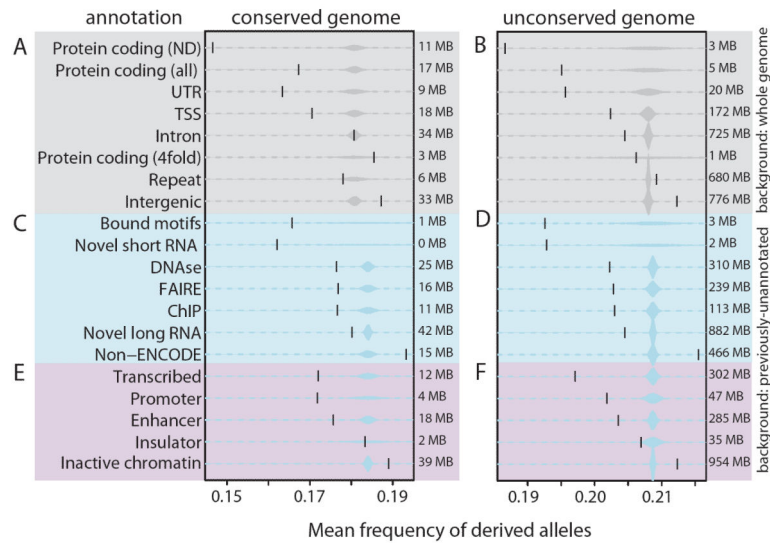 annotation conserved genome unconserved genome
A B
Protein coding (ND) 11 MB 3 MB
Protein coding (all) 17 MB 5 MB
UTR 9 MB 20 MB
TSS 18 MB 172 MB
Intron 34 MB 725 MB
Protein coding (4fold) 3 MB 1 MB
Repeat 6 MB 680 MB
Intergenic 33 MB 776 MB
background: whole genome
C D
Bound motifs 1 MB 3 MB
Novel short RNA 0 MB 2 MB
DNAse 25 MB 310 MB
FAIRE 16 MB 239 MB
ChIP 11 MB 113 MB
Novel long RNA 42 MB 882 MB
Non−ENCODE 15 MB 466 MB
E F
Transcribed 12 MB 302 MB
Promoter 4 MB 47 MB
Enhancer 18 MB 285 MB
Insulator 2 MB 35 MB
Inactive chromatin 39 MB 954 MB
background: previously-unannotated
0.15 0.17 0.19 0.19 0.20 0.21
Mean frequency of derived alleles